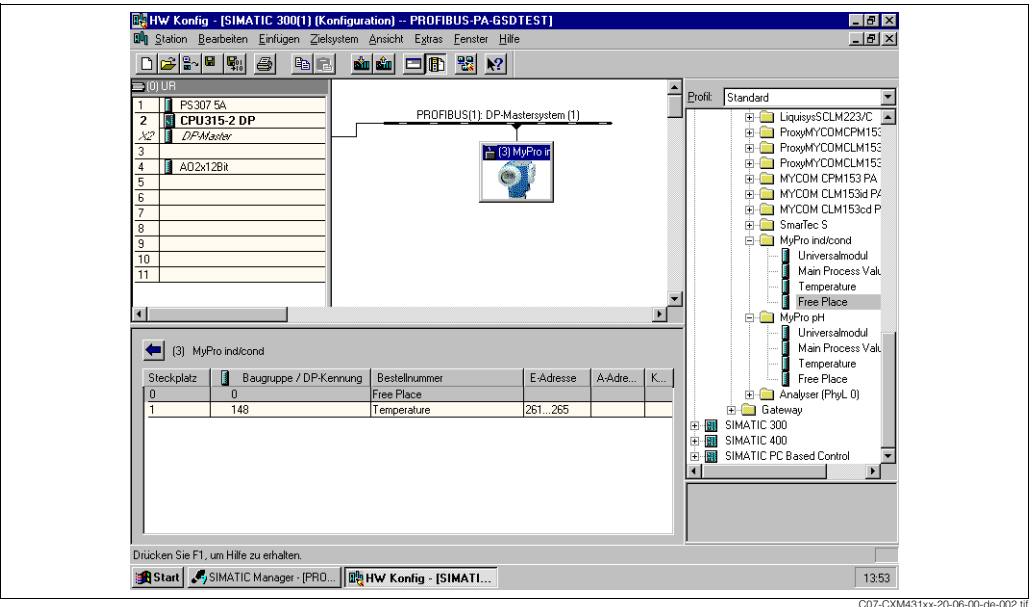 HW Konfig - [SIMATIC 300(1) (Konfiguration) -- PROFIBUS-PA-GSDTEST]
Station Bearbeiten Einfügen Zielsystem Ansicht Extras Fenster Hilfe
(0) UR
1 PS307 5A
2 CPU315-2 DP
X2 DP-Master
3
4 AO2x12Bit
5
6
7
8
9
10
11
PROFIBUS(1): DP-Mastersystem (1)
(3) MyPro in
Profil: Standard
LiquisysSCLM223/C
ProxyMYCOMCPM153
ProxyMYCOMCLM153
ProxyMYCOMCLM153
MYCOM CPM153 PA
MYCOM CLM153id PA
MYCOM CLM153cd P
SmarTec S
MyPro ind/cond
Universalmodul
Main Process Valu
Temperature
Free Place
MyPro pH
Universalmodul
Main Process Valu
Temperature
Free Place
Analyser (PhyL 0)
Gateway
SIMATIC 300
SIMATIC 400
SIMATIC PC Based Control
(3) MyPro ind/cond
Steckplatz Baugruppe / DP-Kennung Bestellnummer E-Adresse A-Adre... K...
0 0 Free Place
1 148 Temperature 261...265
Drücken Sie F1, um Hilfe zu erhalten.
Start SIMATIC Manager - [PRO... HW Konfig - [SIMATI... 13:53
C07-CXM431xx-20-06-00-de-002.tif